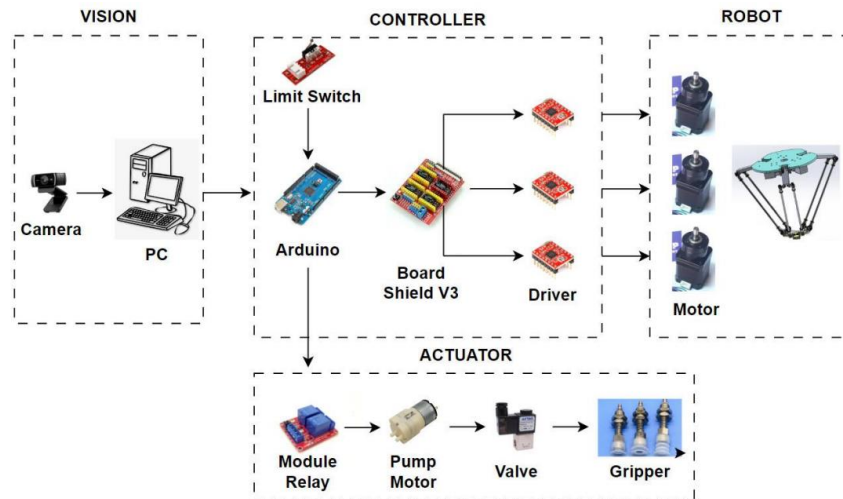 VISION
CONTROLLER
ROBOT
Limit Switch
Camera
PC
Arduino
Board
Shield V3
Driver
Motor
ACTUATOR
Module
Relay
Pump
Motor
Valve
Gripper